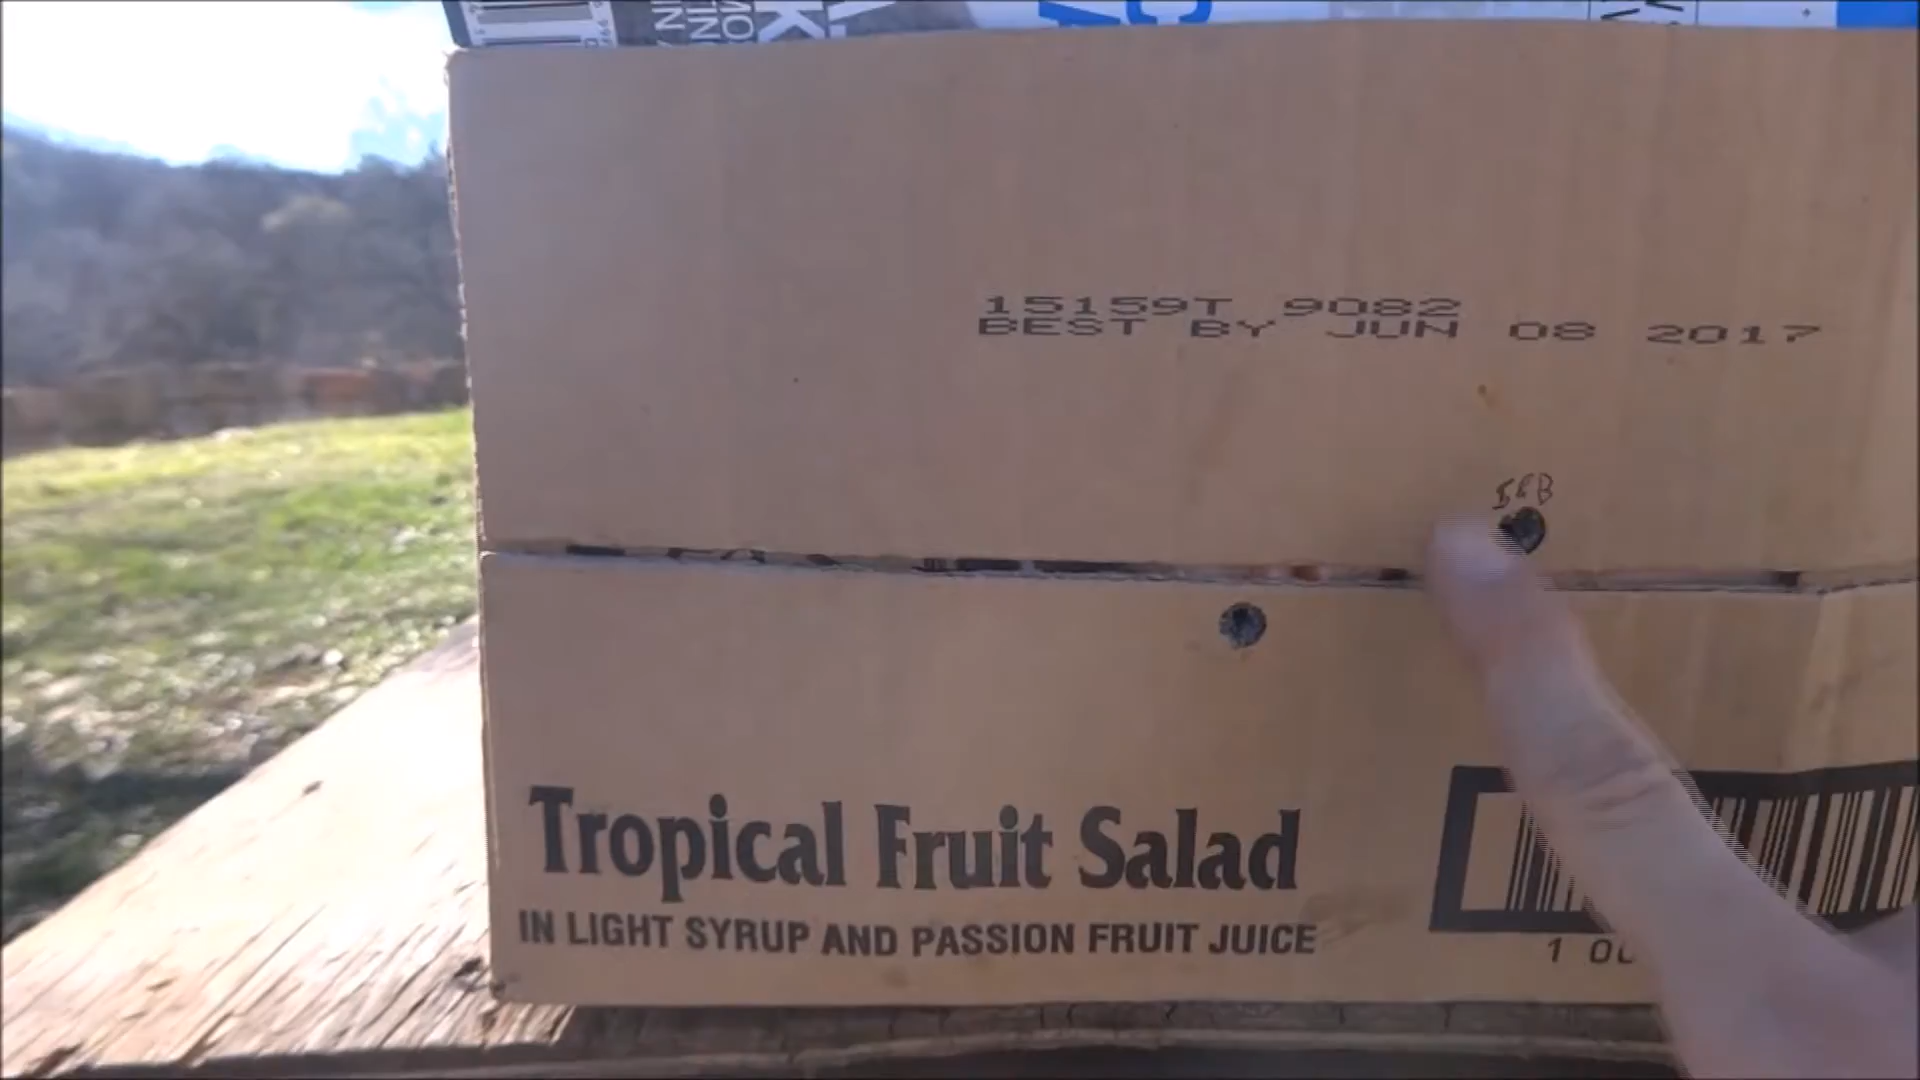 15159T 9082
BEST BY JUN 08 2017
Tropical Fruit Salad
IN LIGHT SYRUP AND PASSION FRUIT JUICE